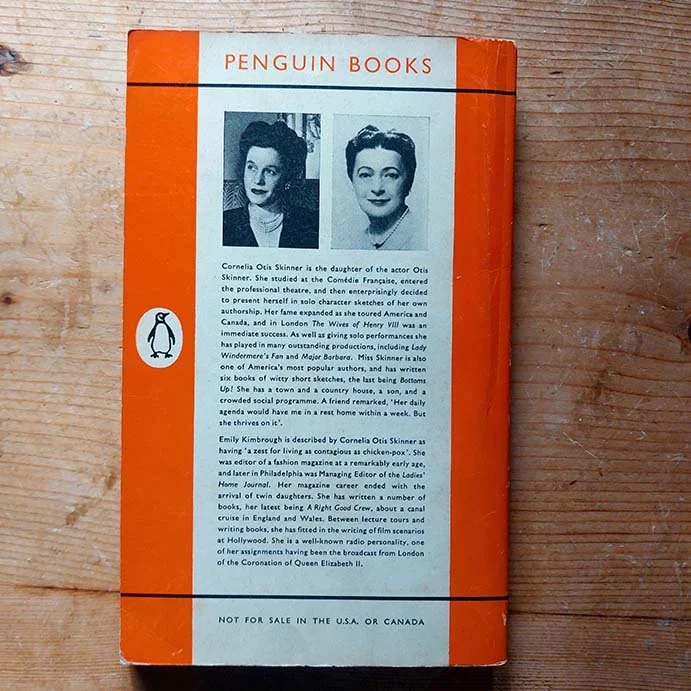 PENGUIN BOOKS
Cornelia Otis Skinner is the daughter of the actor Otis
Skinner. She studied at the Comédie Française, entered
the professional theatre, and then enterprisingly decided
to present herself in solo character sketches of her own
authorship. Her fame expanded as she toured America and
Canada, and in London The Wives of Henry VIII was an
immediate success. As well as giving solo performances she
has played in many outstanding productions, including Lady
Windermere's Fan and Major Barbara. Miss Skinner is also
one of America's most popular authors, and has written
six books of witty short sketches, the last being Bottoms
Up! She has a town and a country house, a son, and a
crowded social programme. A friend remarked, 'Her daily
agenda would have me in a rest home within a week. But
she thrives on it'.
Emily Kimbrough is described by Cornelia Otis Skinner as
having 'a zest for living as contagious as chicken-pox'. She
was editor of a fashion magazine at a remarkably early age,
and later in Philadelphia was Managing Editor of the Ladies'
Home Journal. Her magazine career ended with the
arrival of twin daughters. She has written a number of
books, her latest being A Right Good Crew, about a canal
cruise in England and Wales. Between lecture tours and
writing books, she has fitted in the writing of film scenarios
at Hollywood. She is a well-known radio personality, one
of her assignments having been the broadcast from London
of the Coronation of Queen Elizabeth II.
NOT FOR SALE IN THE U.S.A. OR CANADA